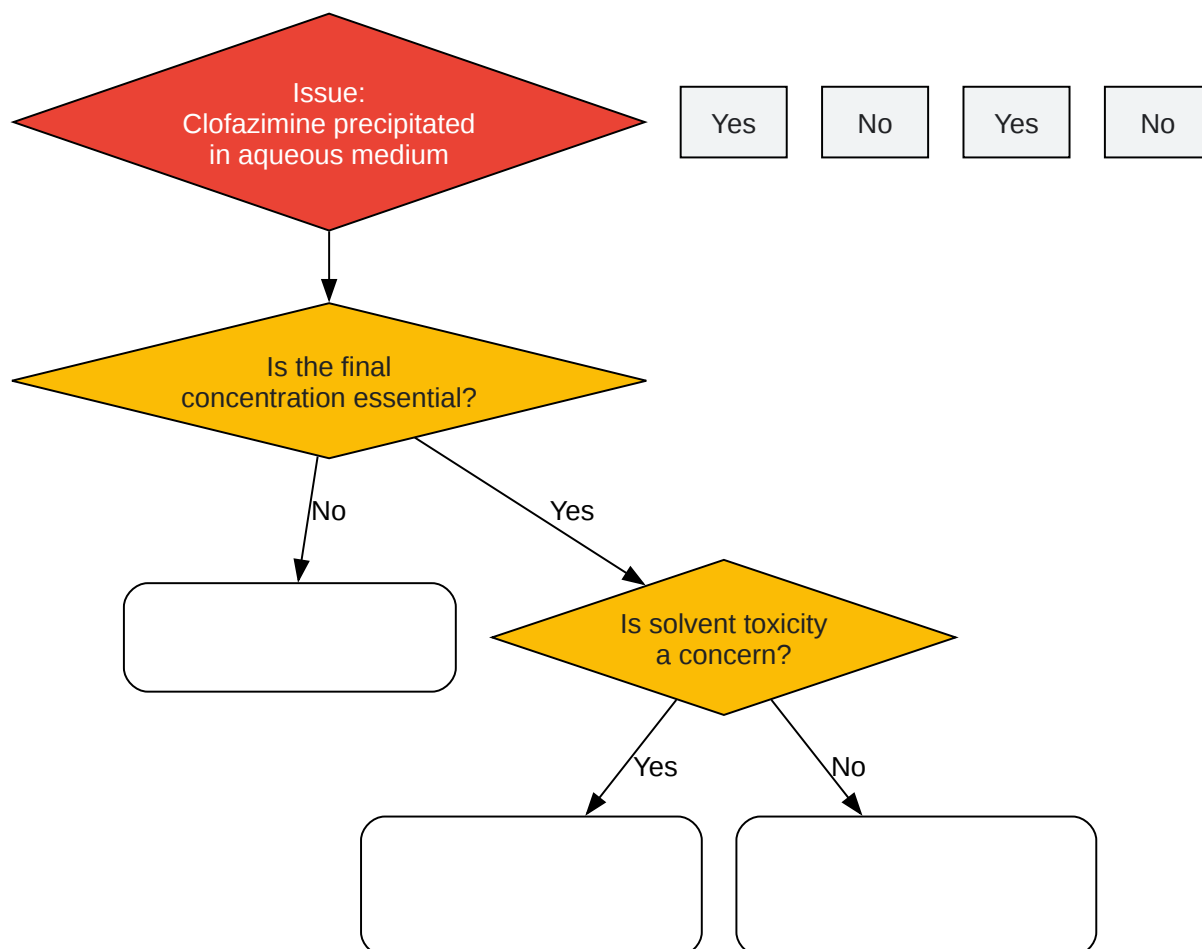 Issue:
Clofazimine precipitated
in aqueous medium
Yes
No
Yes
No
Is the final
concentration essential?
No
Yes
Is solvent toxicity
a concern?
Yes
No